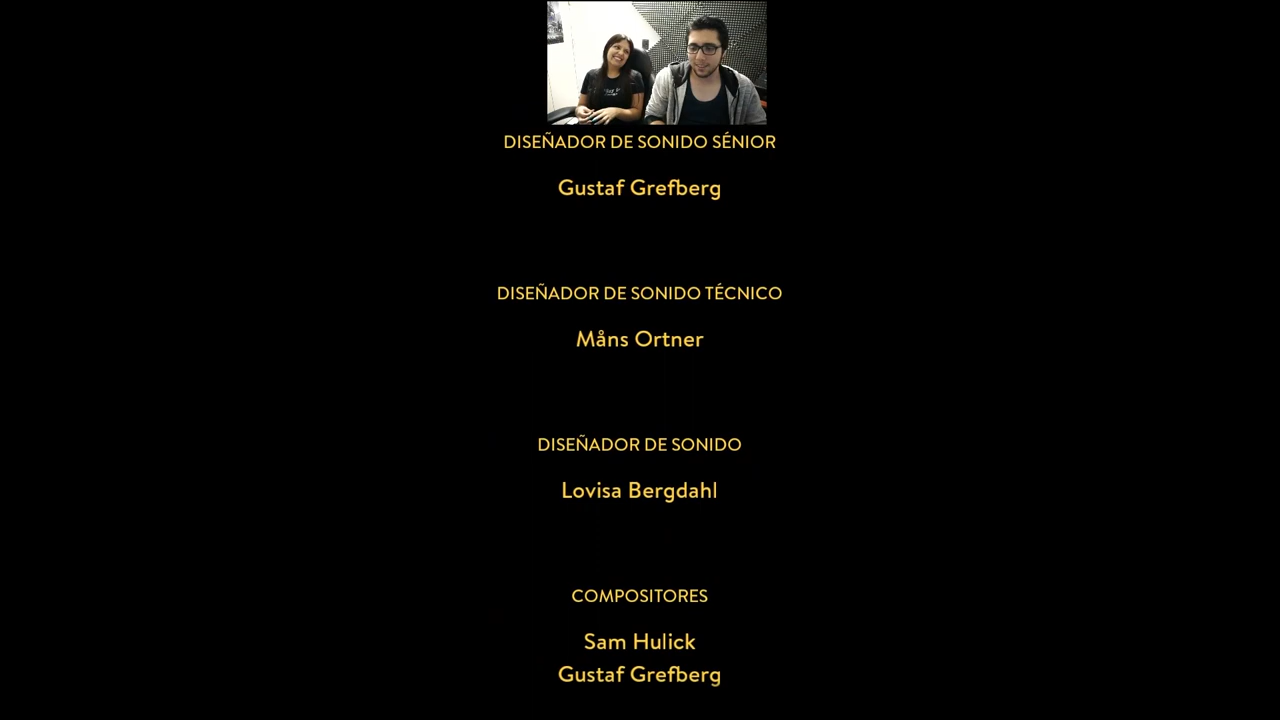 DISEÑADOR DE SONIDO SÉNIOR
Gustaf Grefberg
DISEÑADOR DE SONIDO TÉCNICO
Måns Ortner
DISEÑADOR DE SONIDO
Lovisa Bergdahl
COMPOSITORES
Sam Hulick
Gustaf Grefberg